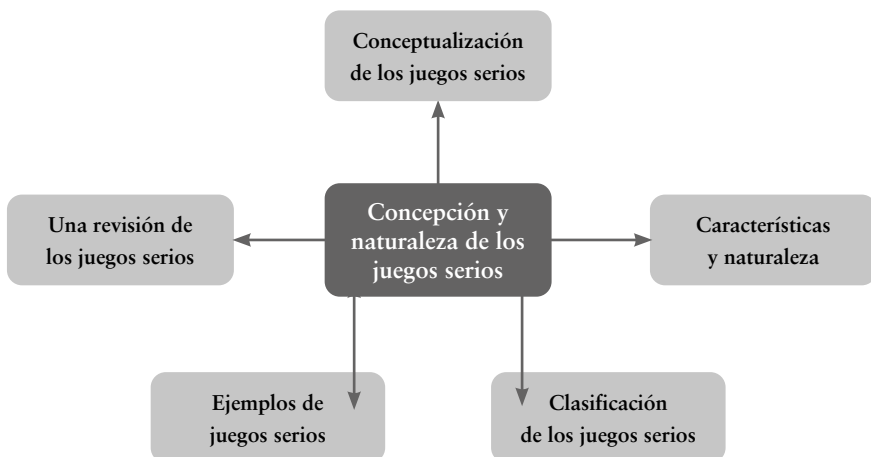 Conceptualización
de los juegos serios
Una revisión de
los juegos serios
Concepción y
naturaleza de los
juegos serios
Características
y naturaleza
Ejemplos de
juegos serios
Clasificación
de los juegos serios